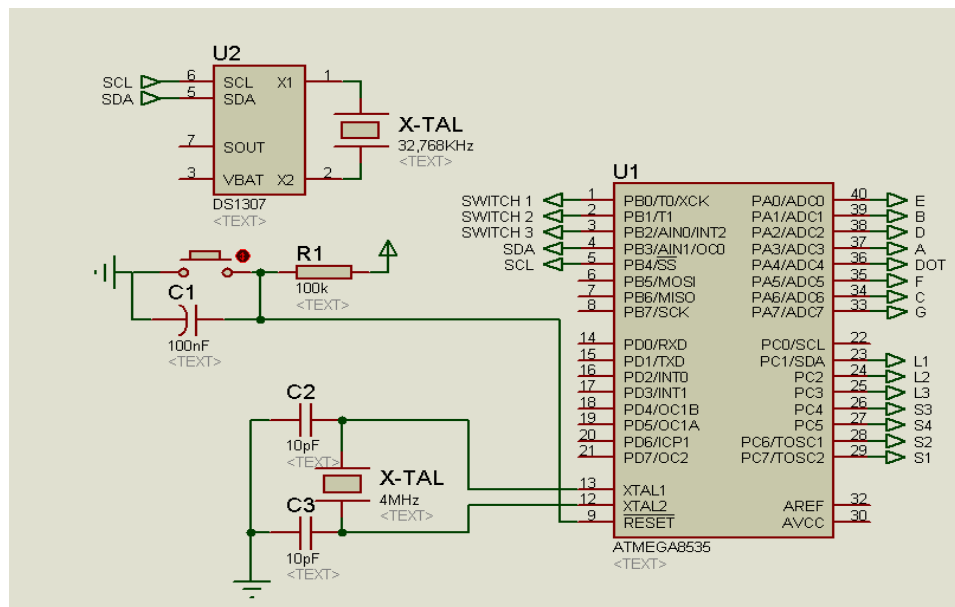 U2
SCL 6 SCL X1 1
SDA 5 SDA
7 SOUT
3 VBAT X2 2
DS1307
<TEXT>
X-TAL
32,768KHz
<TEXT>
R1
100k
<TEXT>
C1
100nF
<TEXT>
C2
10pF
<TEXT>
X-TAL
4MHz
<TEXT>
C3
10pF
<TEXT>
U1
SWITCH 1 1 PB0/T0/XCK PA0/ADC0 40 E
SWITCH 2 2 PB1/T1 PA1/ADC1 39 B
SWITCH 3 3 PB2/AIN0/INT2 PA2/ADC2 38 D
SDA 4 PB3/AIN1/OC0 PA3/ADC3 37 A
SCL 5 PB4/SS PA4/ADC4 36 DOT
6 PB5/MOSI PA5/ADC5 35 F
7 PB6/MISO PA6/ADC6 34 C
8 PB7/SCK PA7/ADC7 33 G
14 PD0/RXD PC0/SCL 22
15 PD1/TXD PC1/SDA 23 L1
16 PD2/INT0 PC2 24 L2
17 PD3/INT1 PC3 25 L3
18 PD4/OC1B PC4 26 S3
19 PD5/OC1A PC5 27 S4
20 PD6/ICP1 PC6/TOSC1 28 S2
21 PD7/OC2 PC7/TOSC2 29 S1
13 XTAL1
12 XTAL2 AREF 32
9 RESET AVCC 30
ATMEGA8535
<TEXT>